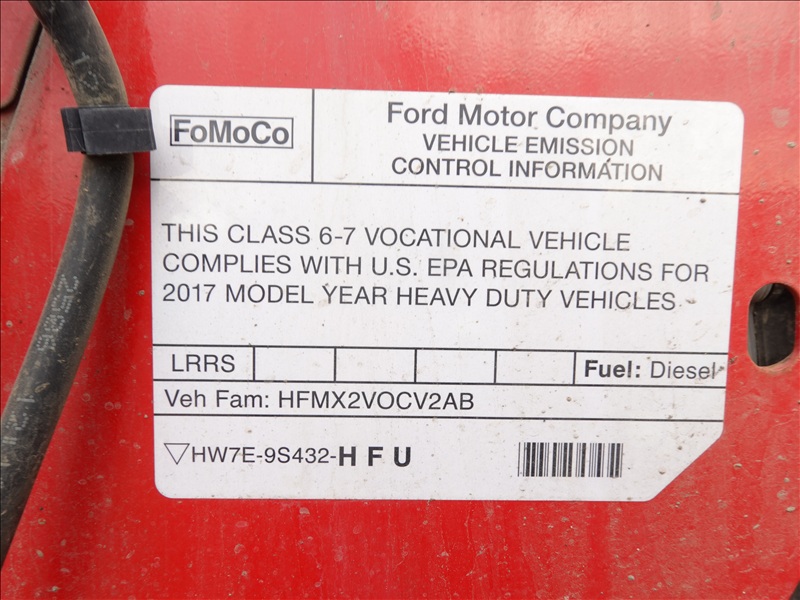 FoMoCo
Ford Motor Company
VEHICLE EMISSION
CONTROL INFORMATION
THIS CLASS 6-7 VOCATIONAL VEHICLE
COMPLIES WITH U.S. EPA REGULATIONS FOR
2017 MODEL YEAR HEAVY DUTY VEHICLES
LRRS Fuel: Diesel
Veh Fam: HFMX2VOCV2AB
▽HW7E-9S432-HFU